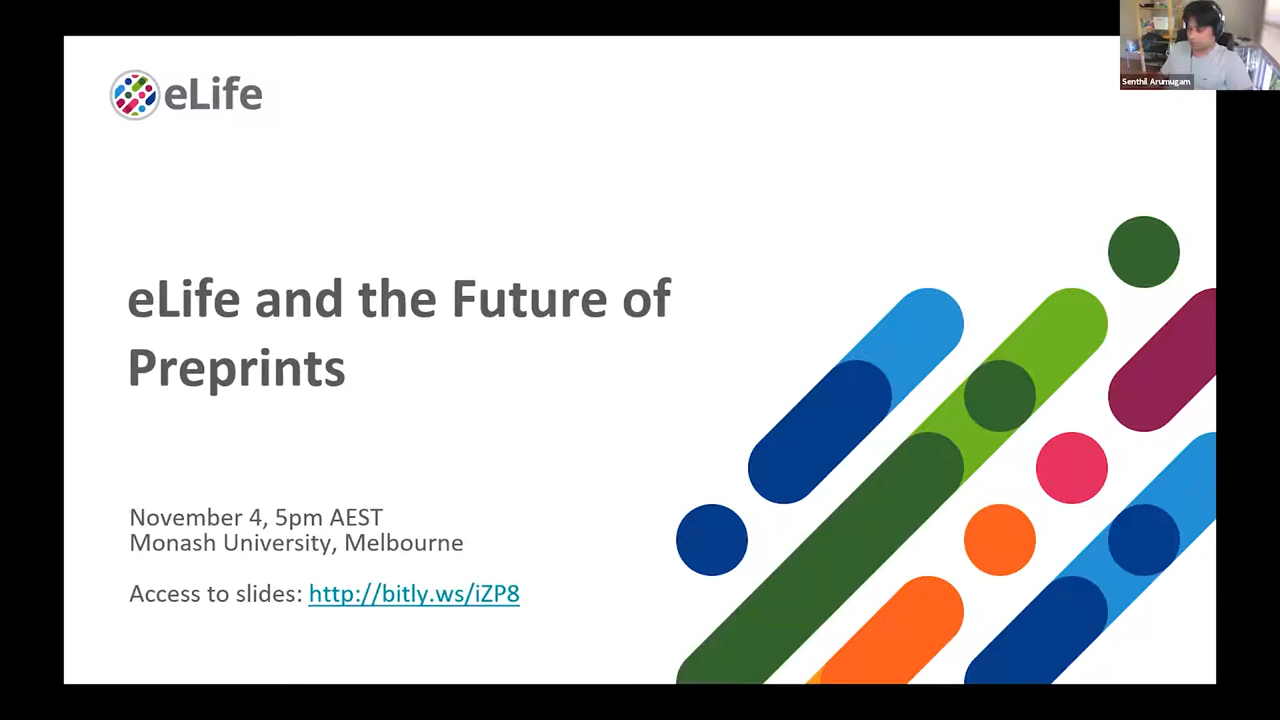 eLife
Senthil Arumugam
eLife and the Future of
Preprints
November 4, 5pm AEST
Monash University, Melbourne
Access to slides: http://bitly.ws/iZP8